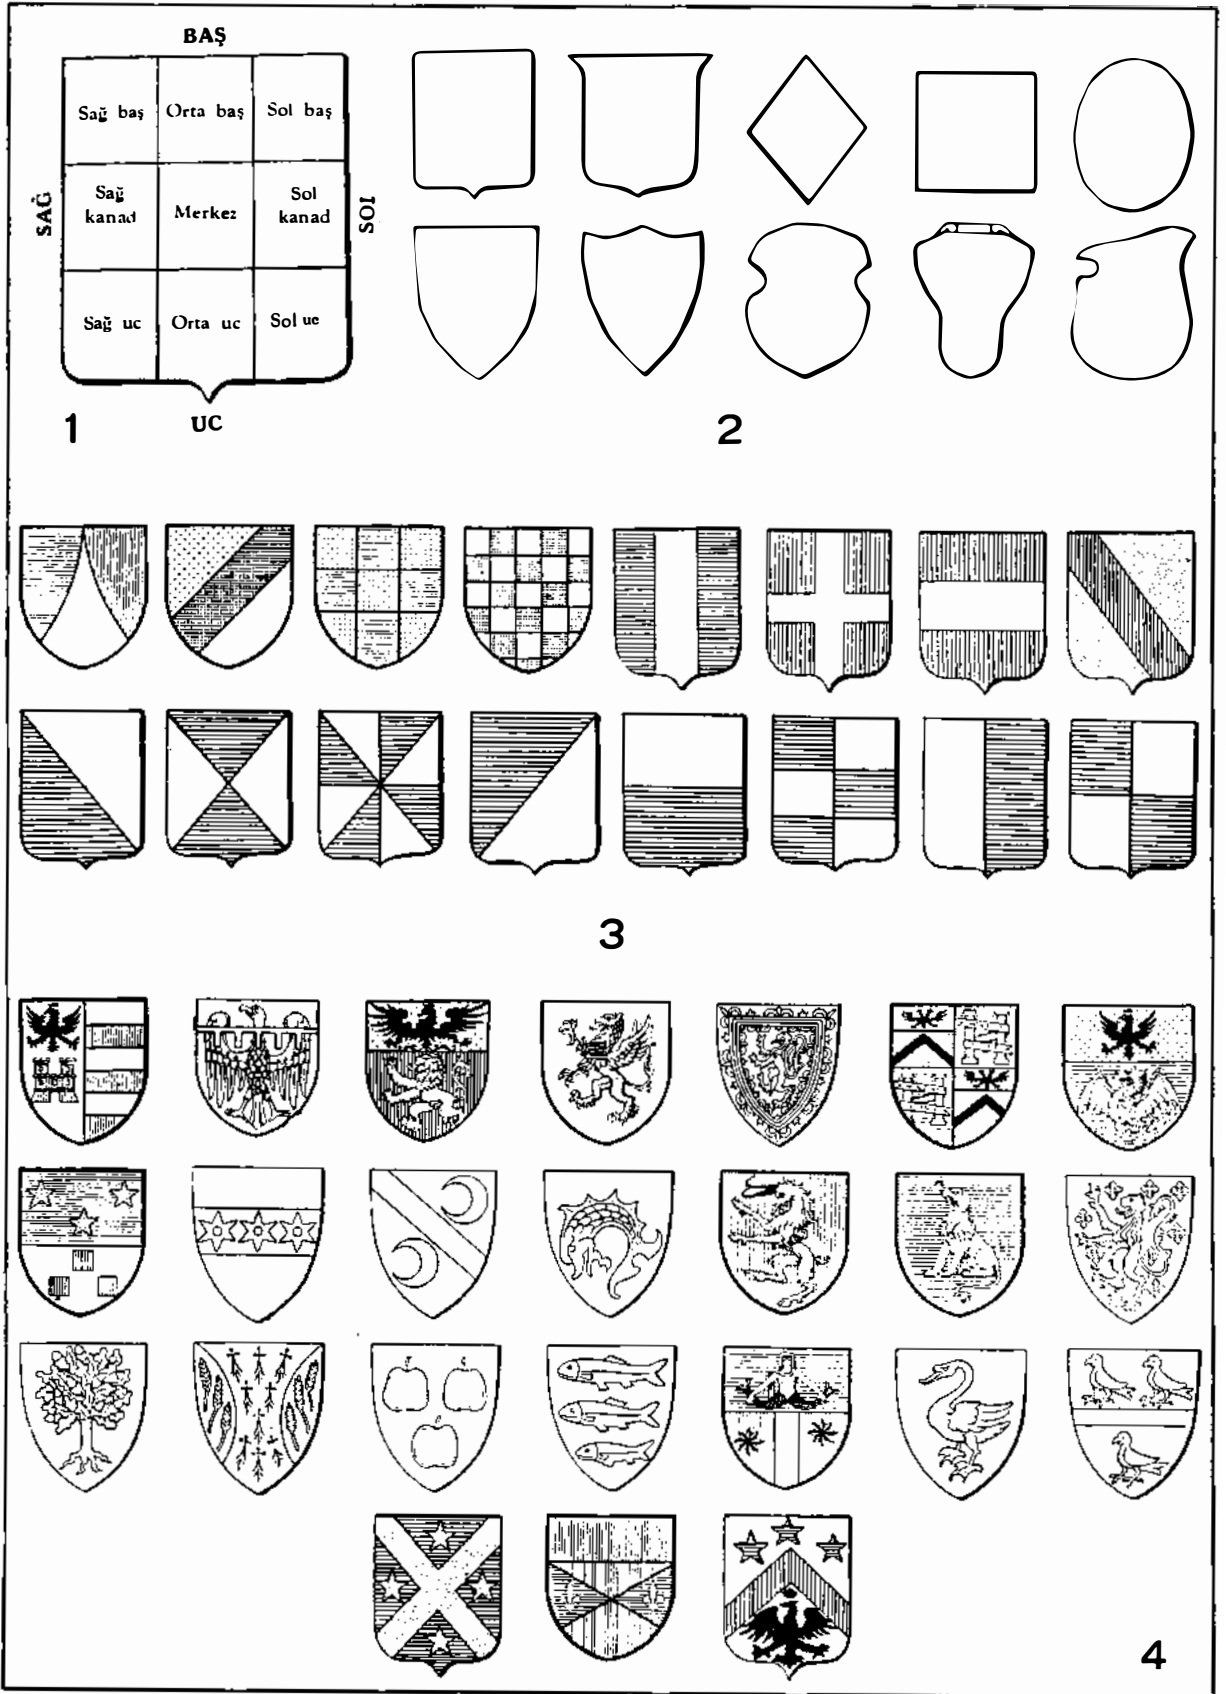 BAŞ
Sağ baş Orta baş Sol baş
SAĞ
Sağ kanad
Merkez
Sol kanad
SOL
Sağ uc Orta uc Sol uc
UC
1
2
3
4